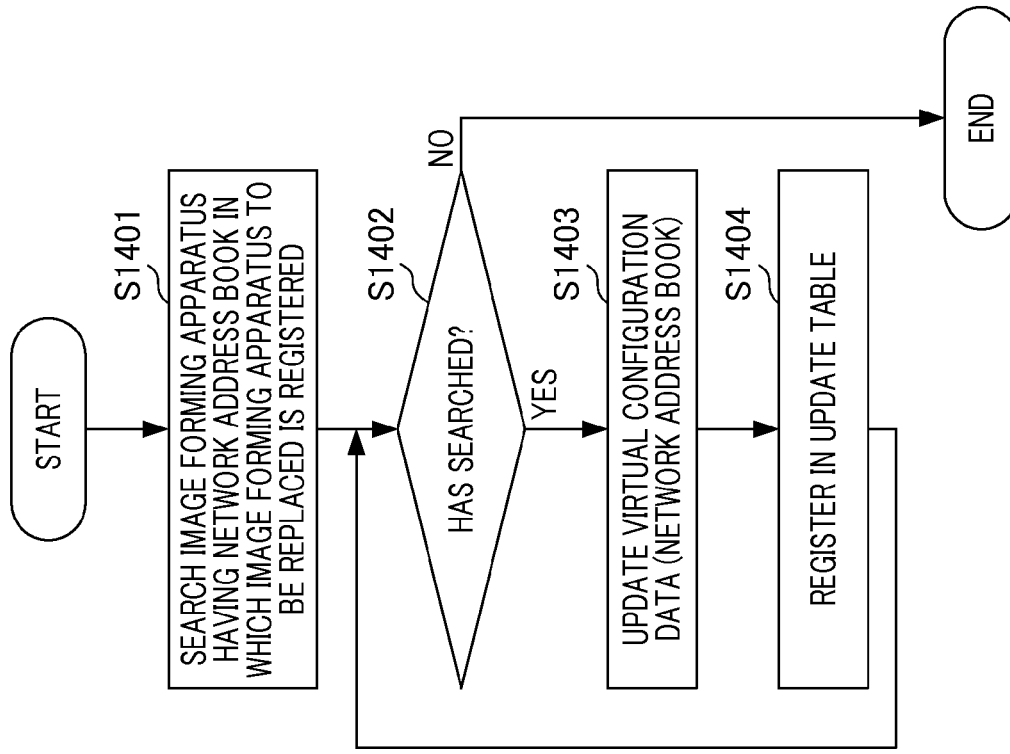 START
S1401
SEARCH IMAGE FORMING APPARATUS
HAVING NETWORK ADDRESS BOOK IN
WHICH IMAGE FORMING APPARATUS TO
BE REPLACED IS REGISTERED
S1402
HAS SEARCHED?
NO
YES
S1403
UPDATE VIRTUAL CONFIGURATION
DATA (NETWORK ADDRESS BOOK)
S1404
REGISTER IN UPDATE TABLE
END